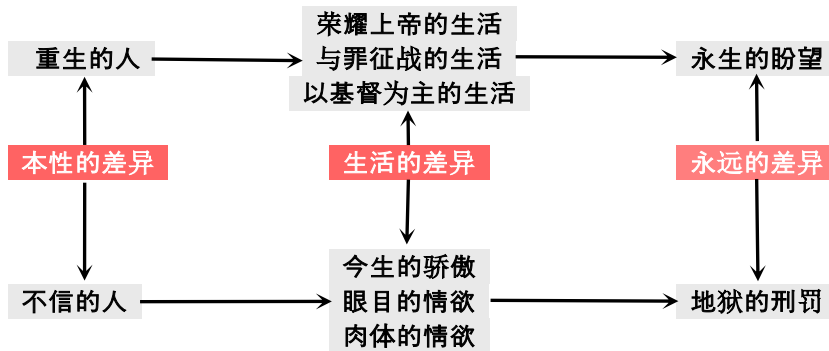 荣耀上帝的生活
重生的人
与罪征战的生活
永生的盼望
以基督为主的生活
本性的差异
生活的差异
永远的差异
今生的骄傲
不信的人
眼目的情欲
地狱的刑罚
肉体的情欲